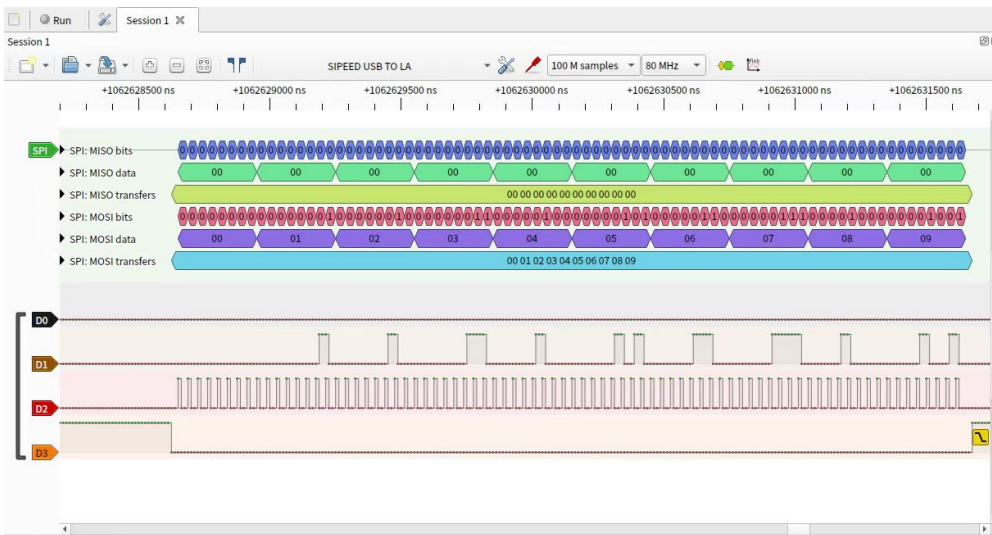 Run
Session 1
Session 1
SIPEED USB TO LA
100 M samples
80 MHz
+1062628500 ns
+1062629000 ns
+1062629500 ns
+1062630000 ns
+1062630500 ns
+1062631000 ns
+1062631500 ns
SPI
SPI: MISO bits
SPI: MISO data
00 00 00 00 00 00 00 00 00 00
SPI: MISO transfers
00 00 00 00 00 00 00 00 00 00
SPI: MOSI bits
SPI: MOSI data
00 01 02 03 04 05 06 07 08 09
SPI: MOSI transfers
00 01 02 03 04 05 06 07 08 09
D0
D1
D2
D3